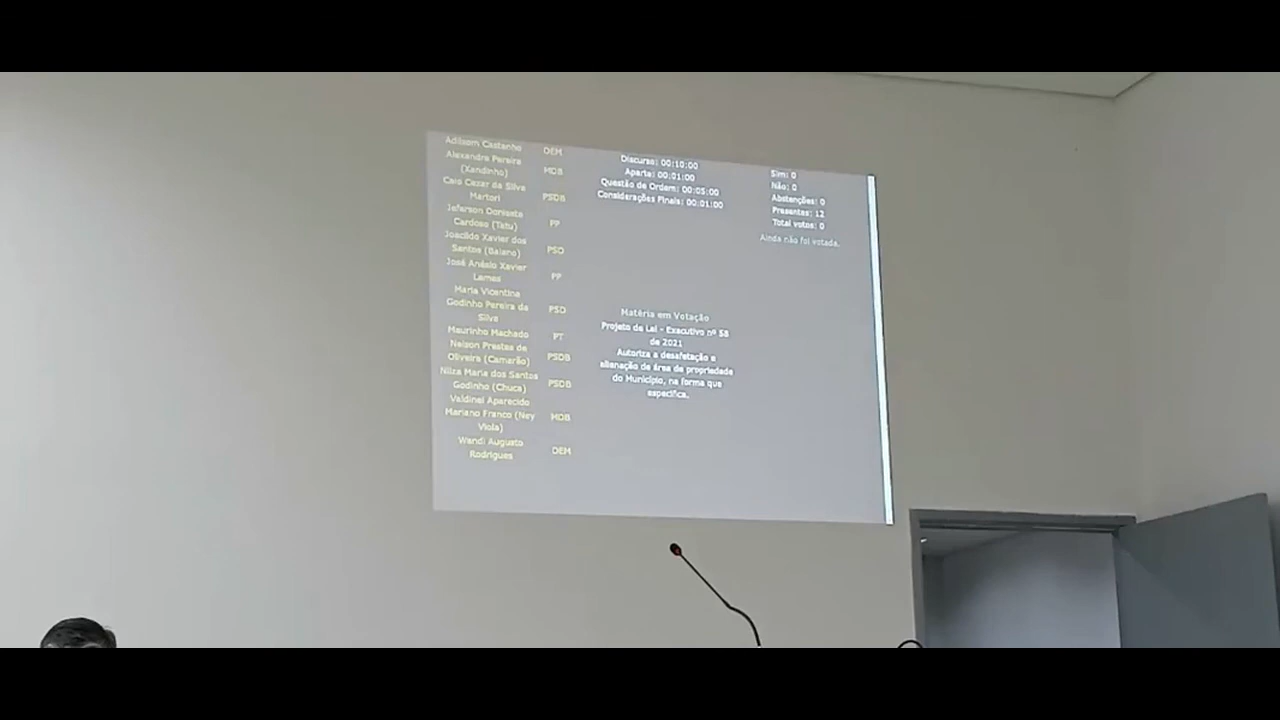 Adilsom Castanho DEM
Alexandre Pereira
(Xandinho) MDB
Caio Cezar da Silva
Martori PSDB
Jeferson Donisete
Cardoso (Tatu) PP
Joacildo Xavier dos
Santos (Baiano) PSD
José Anésio Xavier
Lemes PP
Maria Vicentina
Godinho Pereira da
Silva PSD
Maurinho Machado PT
Nelson Prestes de
Oliveira (Camarão) PSDB
Nilza Maria dos Santos
Godinho (Chuca) PSDB
Valdinei Aparecido
Mariano Franco (Ney
Viola) MDB
Wandi Augusto
Rodrigues DEM
Discurso: 00:10:00
Aparte: 00:01:00
Questão de Ordem: 00:05:00
Considerações Finais: 00:01:00
Matéria em Votação
Projeto de Lei - Executivo nº 58
de 2021
Autoriza a desafetação e
alienação de área de propriedade
do Município, na forma que
especifica.
Sim: 0
Não: 0
Abstenções: 0
Presentes: 12
Total votos: 0
Ainda não foi votada.